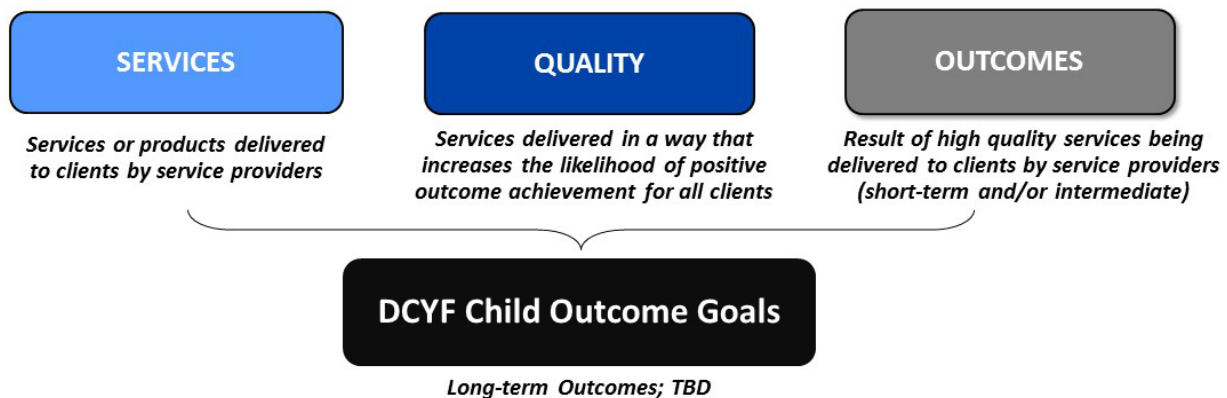 SERVICES
QUALITY
OUTCOMES
Services or products delivered
to clients by service providers
Services delivered in a way that
increases the likelihood of positive
outcome achievement for all clients
Result of high quality services being
delivered to clients by service providers
(short-term and/or intermediate)
DCYF Child Outcome Goals
Long-term Outcomes; TBD